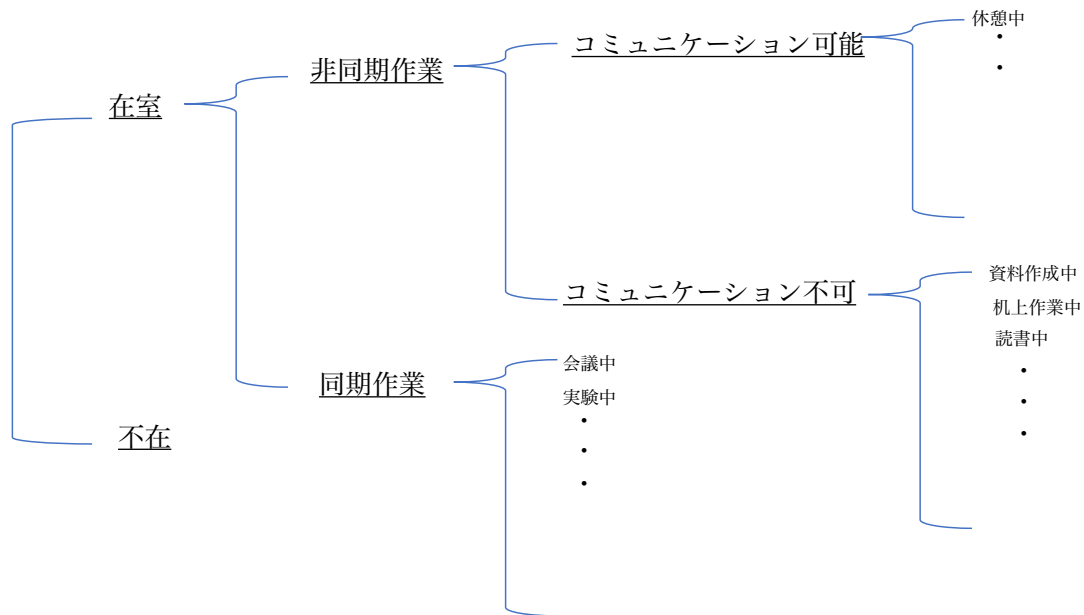 休憩中
・
・
コミュニケーション可能
非同期作業
在室
コミュニケーション不可
資料作成中
机上作業中
読書中
・
・
・
同期作業
会議中
実験中
・
・
・
不在